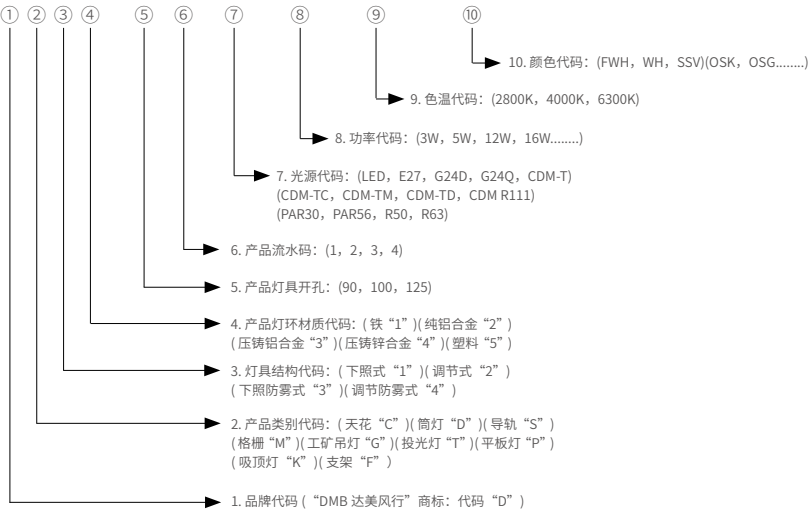 ① ② ③ ④ ⑤ ⑥ ⑦ ⑧ ⑨ ⑩
10. 颜色代码：(FWH，WH，SSV)(OSK，OSG........)
9. 色温代码：(2800K，4000K，6300K)
8. 功率代码：(3W，5W，12W，16W........)
7. 光源代码：(LED，E27，G24D，G24Q，CDM-T)
(CDM-TC，CDM-TM，CDM-TD，CDM R111)
(PAR30，PAR56，R50，R63)
6. 产品流水码：(1，2，3，4)
5. 产品灯具开孔：(90，100，125)
4. 产品灯环材质代码：( 铁“1” )( 纯铝合金“2” )
( 压铸铝合金“3” )( 压铸锌合金“4” )( 塑料“5” )
3. 灯具结构代码：( 下照式“1” )( 调节式“2” )
( 下照防雾式“3” )( 调节防雾式“4” )
2. 产品类别代码：( 天花“C” )( 筒灯“D” )( 导轨“S” )
( 格栅“M” )( 工矿吊灯“G” )( 投光灯“T” )( 平板灯“P” )
( 吸顶灯“K” )( 支架“F” ）
1. 品牌代码 ( “DMB 达美风行” 商标：代码“D” )